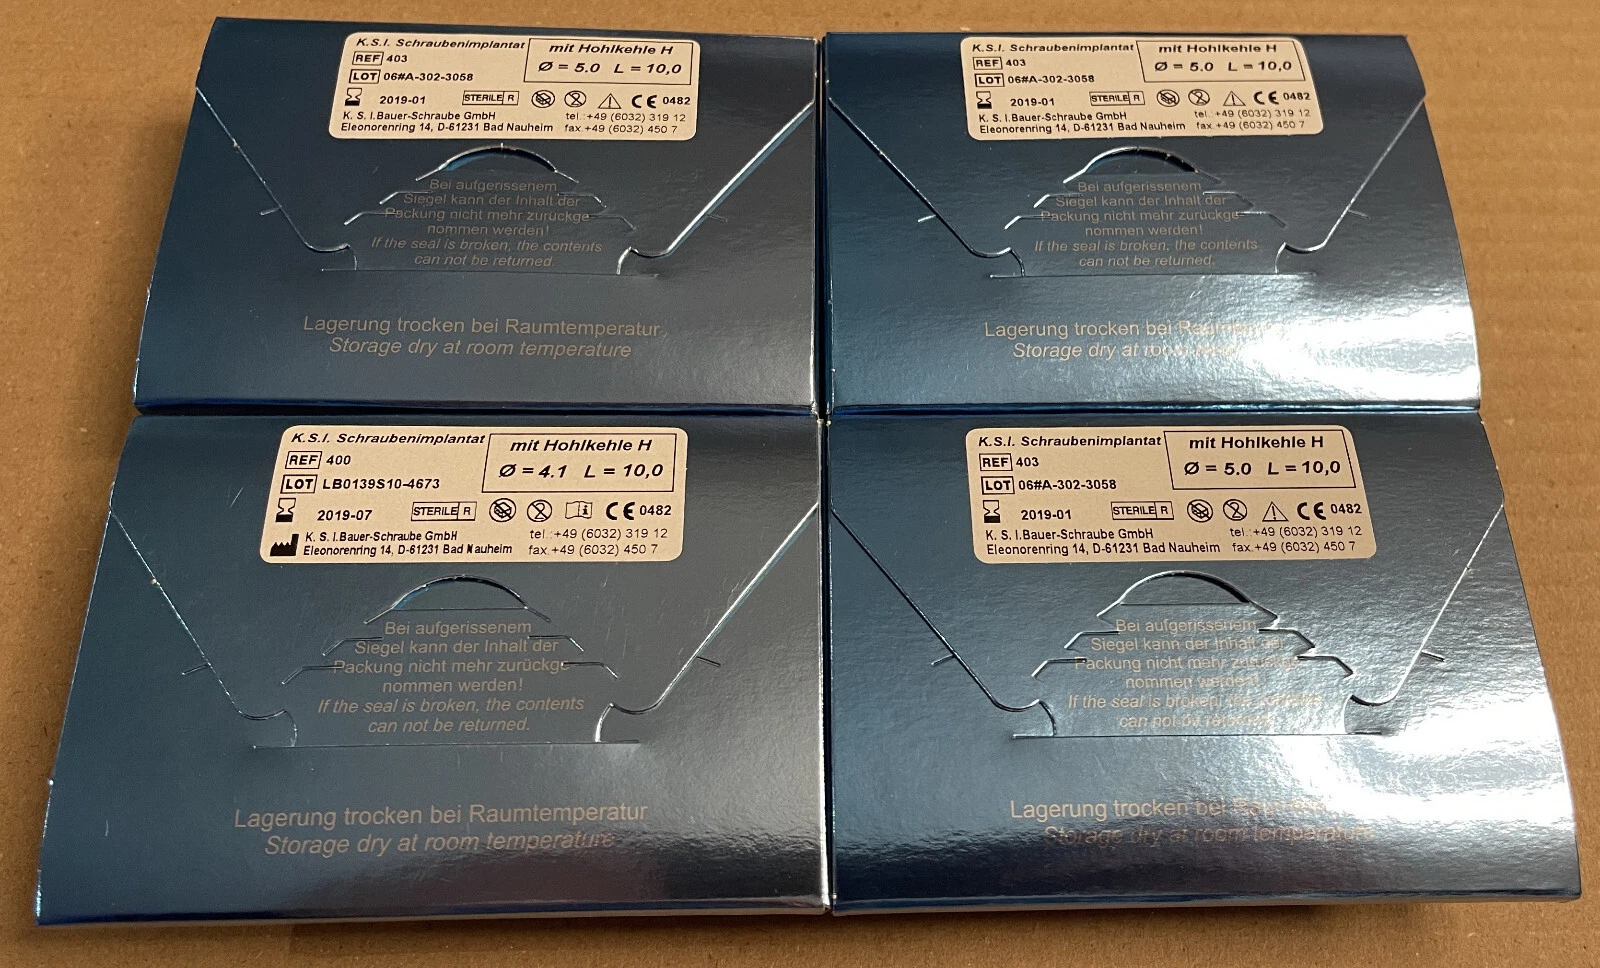 K.S.I. Schraubenimplantat
mit Hohlkehle H
REF 403
Ø = 5.0 L = 10,0
LOT 06#A-302-3058
2019-01 STERILE R CE 0482
K. S. I.Bauer-Schraube GmbH tel.:+49 (6032) 319 12
Eleonorenring 14, D-61231 Bad Nauheim fax.+49 (6032) 450 7
Bei aufgerissenem
Siegel kann der Inhalt der
Packung nicht mehr zurückge
nommen werden!
If the seal is broken, the contents
can not be returned.
Lagerung trocken bei Raumtemperatur
Storage dry at room temperature
K.S.I. Schraubenimplantat
mit Hohlkehle H
REF 403
Ø = 5.0 L = 10,0
LOT 06#A-302-3058
2019-01 STERILE R CE 0482
K. S. I.Bauer-Schraube GmbH tel.:+49 (6032) 319 12
Eleonorenring 14, D-61231 Bad Nauheim fax.+49 (6032) 450 7
Bei aufgerissenem
Siegel kann der Inhalt der
Packung nicht mehr zurückge
nommen werden!
If the seal is broken, the contents
can not be returned.
Lagerung trocken bei
Storage dry at room
K.S.I. Schraubenimplantat
mit Hohlkehle H
REF 400
Ø = 4.1 L = 10,0
LOT LB0139S10-4673
2019-07 STERILE R CE 0482
K. S. I.Bauer-Schraube GmbH tel.:+49 (6032) 319 12
Eleonorenring 14, D-61231 Bad Nauheim fax.+49 (6032) 450 7
Bei aufgerissenem
Siegel kann der Inhalt der
Packung nicht mehr zurückge
nommen werden!
If the seal is broken, the contents
can not be returned.
Lagerung trocken bei Raumtemperatur
Storage dry at room temperature
K.S.I. Schraubenimplantat
mit Hohlkehle H
REF 403
Ø = 5.0 L = 10,0
LOT 06#A-302-3058
2019-01 STERILE R CE 0482
K. S. I.Bauer-Schraube GmbH tel.:+49 (6032) 319 12
Eleonorenring 14, D-61231 Bad Nauheim fax.+49 (6032) 450 7
Bei aufgerissenem
Siegel kann der Inhalt der
Packung nicht mehr zurückge
nommen werden!
If the seal is broken, the contents
can not be returned.
Lagerung trocken bei
Storage dry at room temperature